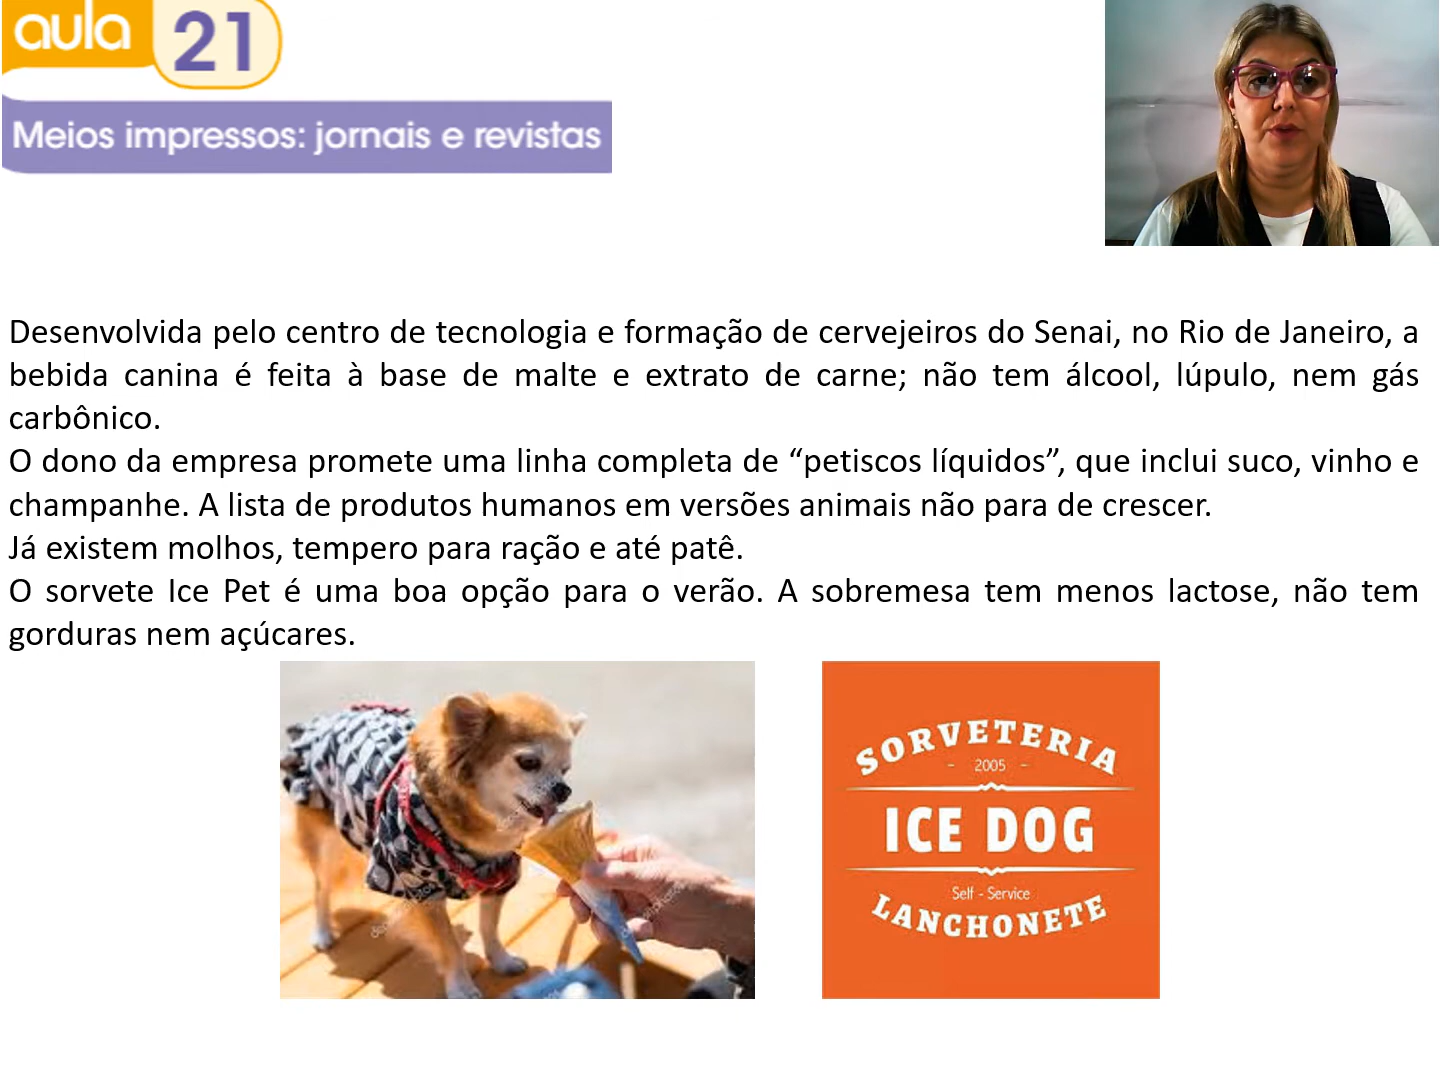 aula 21
Meios impressos: jornais e revistas
Desenvolvida pelo centro de tecnologia e formação de cervejeiros do Senai, no Rio de Janeiro, a
bebida canina é feita à base de malte e extrato de carne; não tem álcool, lúpulo, nem gás
carbônico.
O dono da empresa promete uma linha completa de “petiscos líquidos”, que inclui suco, vinho e
champanhe. A lista de produtos humanos em versões animais não para de crescer.
Já existem molhos, tempero para ração e até patê.
O sorvete Ice Pet é uma boa opção para o verão. A sobremesa tem menos lactose, não tem
gorduras nem açúcares.
SORVETERIA
- 2005 -
ICE DOG
Self - Service
LANCHONETE